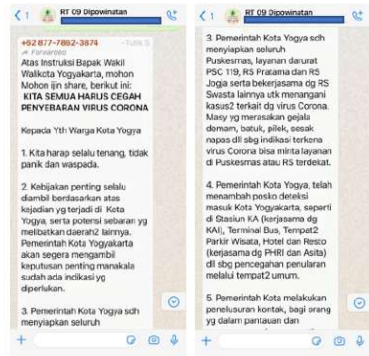 1
RT 09 Dipowinatan
+62 877-7862-3874
Forwarded
Atas Instruksi Bapak Wakil
Walikota Yogyakarta, mohon
Mohon ijin share, berikut ini:
KITA SEMUA HARUS CEGAH
PENYEBARAN VIRUS CORONA
Kepada Yth Warga Kota Yogya
1. Kita harap selalu tenang, tidak
panik dan waspada.
2. Kebijakan penting selalu
diambil berdasarkan atas
kejadian yg terjadi di Kota
Yogya, serta potensi sebaran yg
melibatkan daerah2 lainnya.
Pemerintah Kota Yogyakarta
akan segera mengambil
keputusan penting manakala
sudah ada indikasi yg
diperlukan.
3. Pemerintah Kota Yogya sdh
menyiapkan seluruh
1
RT 09 Dipowinatan
3. Pemerintah Kota Yogya sdh
menyiapkan seluruh
Puskesmas, layanan darurat
PSC 119, RS Pratama dan RS
Jogja serta bekerjasama dg RS
Swasta lainnya utk menangani
kasus2 terkait dg virus Corona.
Masy yg merasakan gejala
demam, batuk, pilek, sesak
napas dll sbg indikasi terkena
virus Corona bisa minta layanan
di Puskesmas atau RS terdekat.
4. Pemerintah Kota Yogya, telah
menambah posko deteksi
masuk Kota Yogyakarta, seperti
di Stasiun KA (kerjasama dg
KAI), Terminal Bus, Tempat2
Parkir Wisata, Hotel dan Resto
(kerjasama dg PHRI dan Asita)
dll sbg pencegahan penularan
melalui tempat2 umum.
5. Pemerintah Kota melakukan
penelusuran kontak, bagi orang
yg dalam pantauan dan